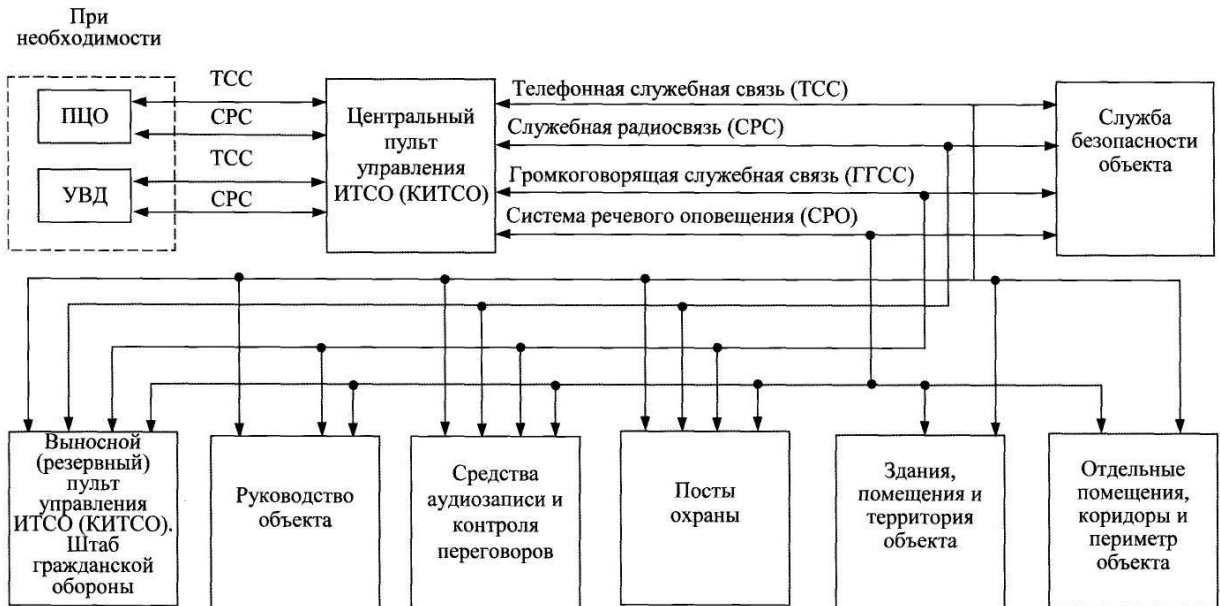 При
необходимости
ТСС
ПЦО
СРС
ТСС
УВД
СРС
Центральный
пульт
управления
ИТСО (КИТСО)
Телефонная служебная связь (ТСС)
Служебная радиосвязь (СРС)
Громкоговорящая служебная связь (ГГСС)
Система речевого оповещения (СРО)
Служба
безопасности
объекта
Выносной
(резервный)
пульт
управления
ИТСО (КИТСО).
Штаб
гражданской
обороны
Руководство
объекта
Средства
аудиозаписи и
контроля
переговоров
Посты
охраны
Здания,
помещения и
территория
объекта
Отдельные
помещения,
коридоры и
периметр
объекта